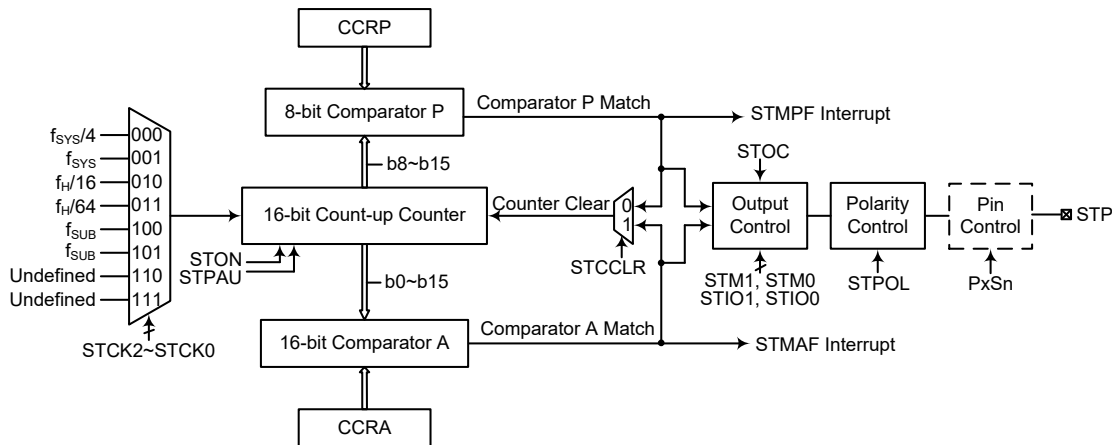 CCRP
8-bit Comparator P
Comparator P Match
STMPF Interrupt
fSYS/4
000
fSYS
001
fH/16
010
fH/64
011
fSUB
100
fSUB
101
Undefined
110
Undefined
111
STCK2~STCK0
b8~b15
16-bit Count-up Counter
STON
STPAU
Counter Clear
0
1
STCCLR
STOC
Output
Control
STM1, STM0
STIO1, STIO0
Polarity
Control
STPOL
Pin
Control
PxSn
STP
b0~b15
16-bit Comparator A
Comparator A Match
STMAF Interrupt
CCRA